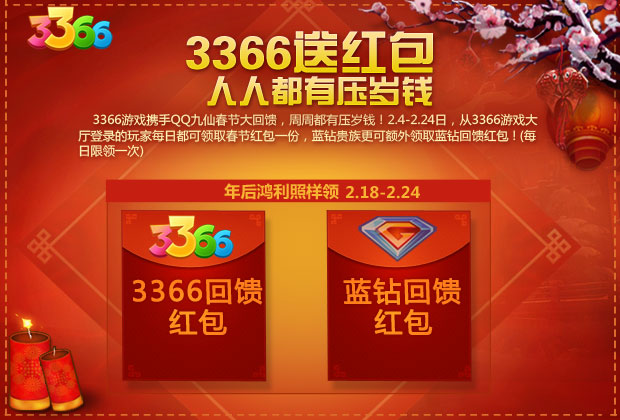 3366
3366送红包
人人都有压岁钱
3366游戏携手QQ九仙春节大回馈，周周都有压岁钱！2.4-2.24日，从3366游戏大
厅登录的玩家每日都可领取春节红包一份，蓝钻贵族更可额外领取蓝钻回馈红包！(每
日限领一次)
年后鸿利照样领 2.18-2.24
3366
3366回馈
红包
蓝钻回馈
红包